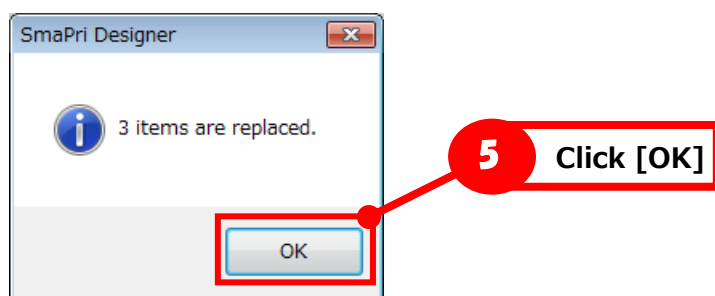 SmaPri Designer
3 items are replaced.
5
Click [OK]
OK